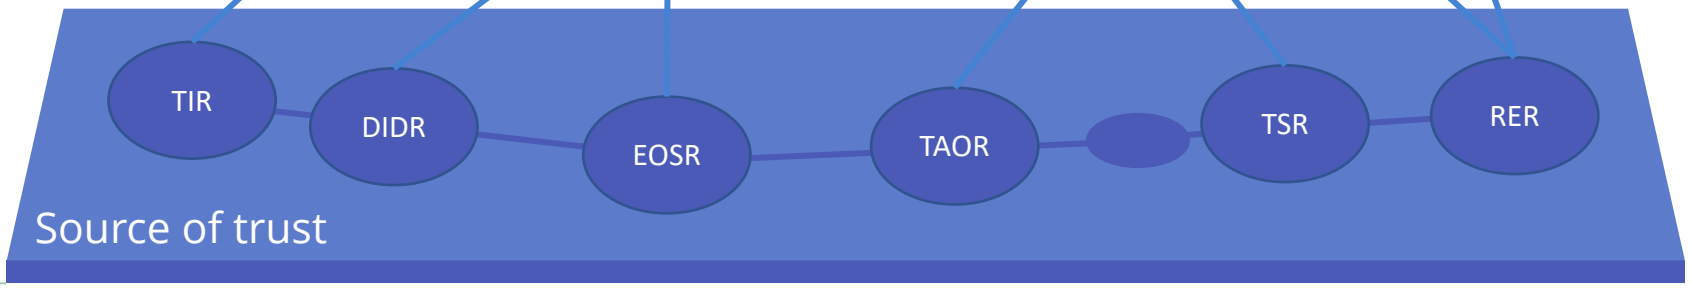 TIR
DIDR
EOSR
TAOR
TSR
RER
Source of trust